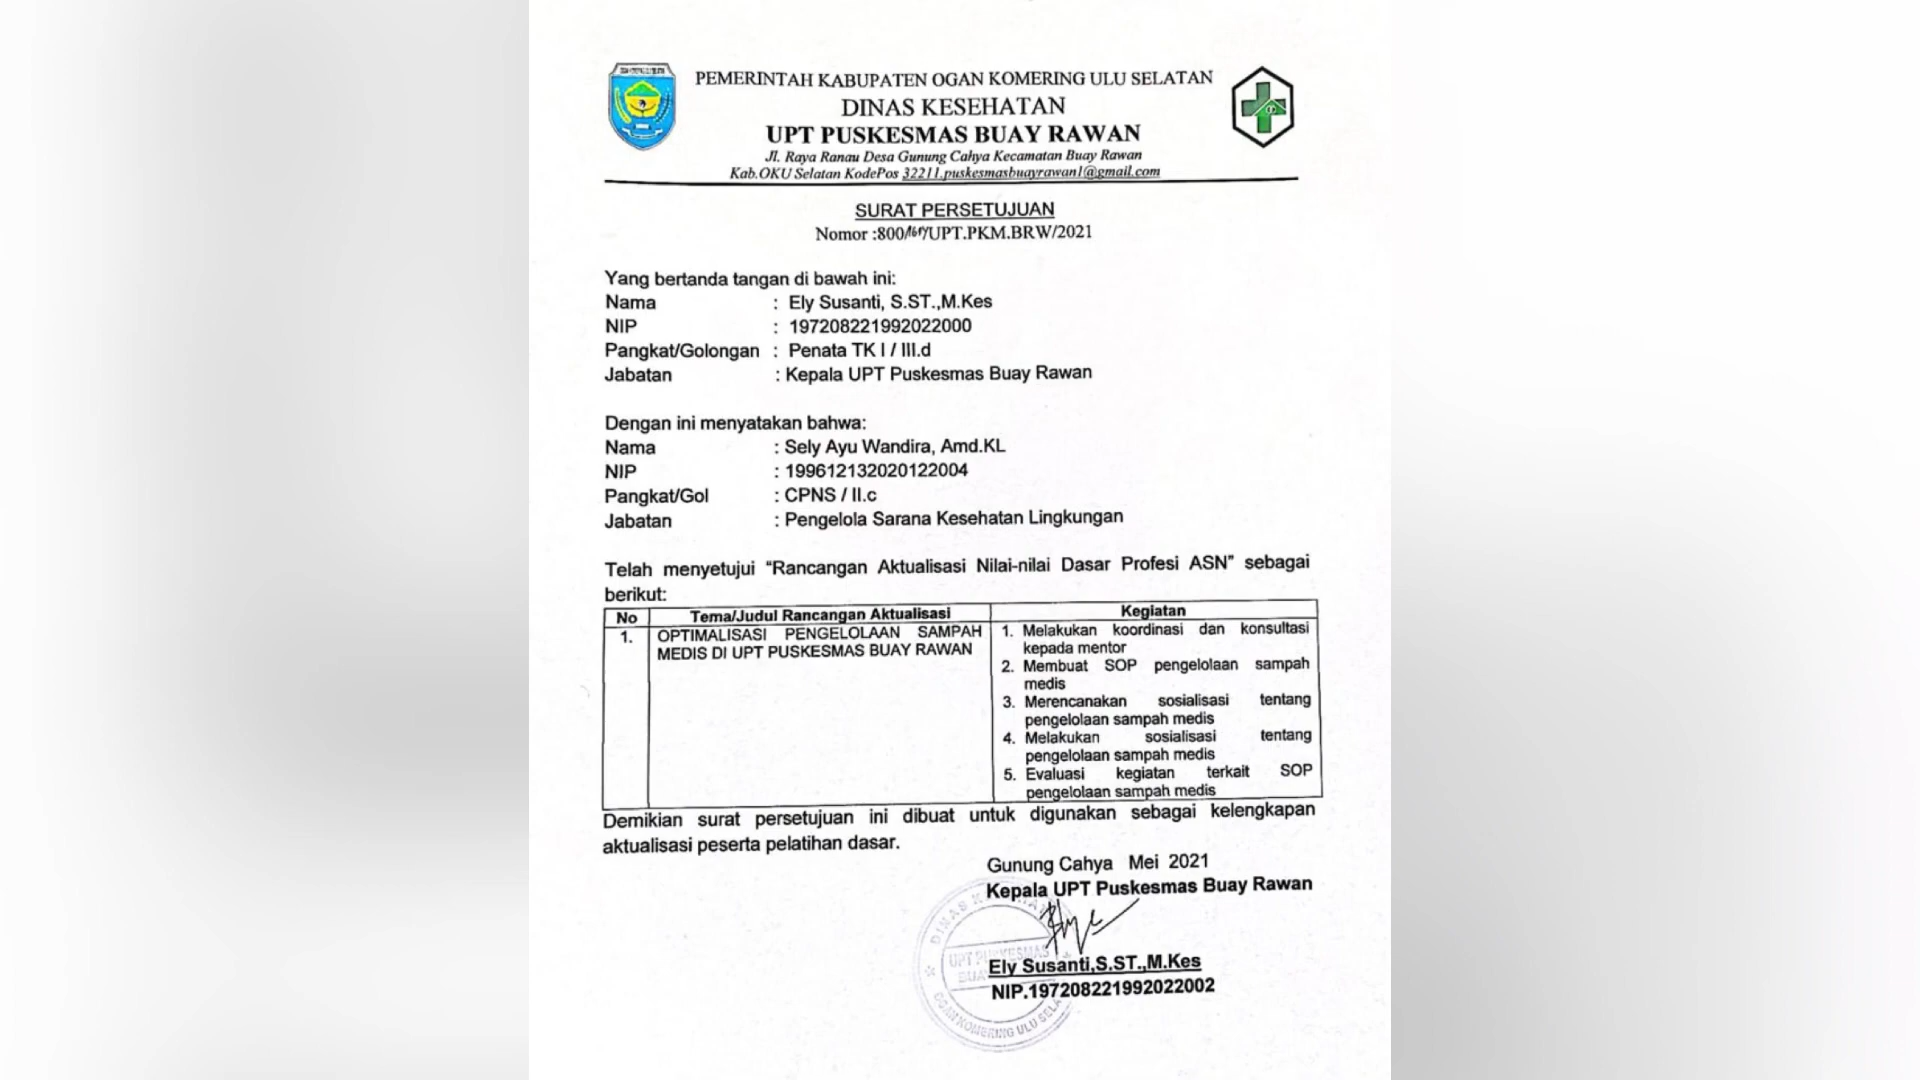 PEMERINTAH KABUPATEN OGAN KOMERING ULU SELATAN
DINAS KESEHATAN
UPT PUSKESMAS BUAY RAWAN
Jl. Raya Ranau Desa Gunung Cahya Kecamatan Buay Rawan
Kab.OKU Selatan KodePos 32211.puskesmasbuayrawan1@gmail.com
SURAT PERSETUJUAN
Nomor :800/ /UPT.PKM.BRW/2021
Yang bertanda tangan di bawah ini:
Nama : Ely Susanti, S.ST.,M.Kes
NIP : 197208221992022000
Pangkat/Golongan : Penata TK I / III.d
Jabatan : Kepala UPT Puskesmas Buay Rawan
Dengan ini menyatakan bahwa:
Nama : Sely Ayu Wandira, Amd.KL
NIP : 199612132020122004
Pangkat/Gol : CPNS / II.c
Jabatan : Pengelola Sarana Kesehatan Lingkungan
Telah menyetujui “Rancangan Aktualisasi Nilai-nilai Dasar Profesi ASN” sebagai
berikut:
No Tema/Judul Rancangan Aktualisasi Kegiatan
1. OPTIMALISASI PENGELOLAAN SAMPAH
MEDIS DI UPT PUSKESMAS BUAY RAWAN
1. Melakukan koordinasi dan konsultasi
kepada mentor
2. Membuat SOP pengelolaan sampah
medis
3. Merencanakan sosialisasi tentang
pengelolaan sampah medis
4. Melakukan sosialisasi tentang
pengelolaan sampah medis
5. Evaluasi kegiatan terkait SOP
pengelolaan sampah medis
Demikian surat persetujuan ini dibuat untuk digunakan sebagai kelengkapan
aktualisasi peserta pelatihan dasar.
Gunung Cahya Mei 2021
Kepala UPT Puskesmas Buay Rawan
Ely Susanti,S.ST.,M.Kes
NIP.197208221992022002